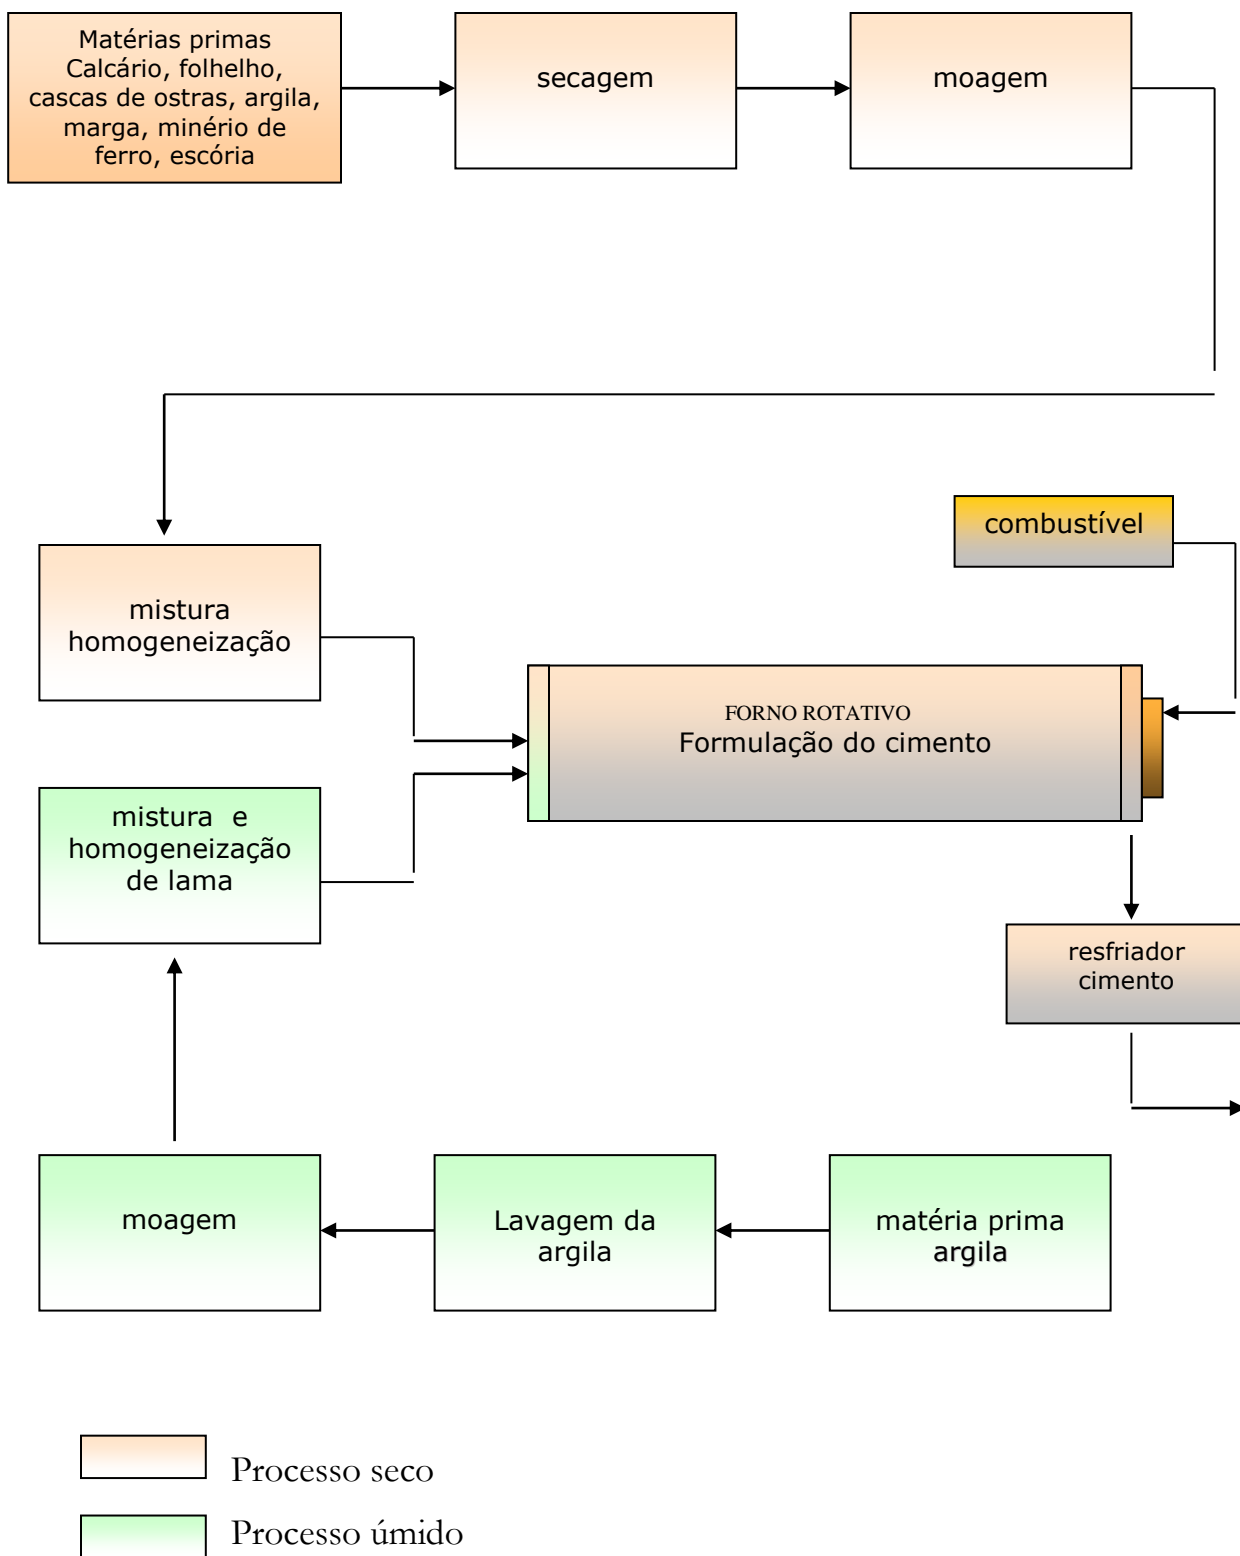 Matérias primas
Calcário, folhelho,
cascas de ostras, argila,
marga, minério de
ferro, escória
secagem
moagem
combustível
mistura
homogeneização
FORNO ROTATIVO
Formulação do cimento
mistura e
homogeneização
de lama
resfriador
cimento
moagem
Lavagem da
argila
matéria prima
argila
Processo seco
Processo úmido